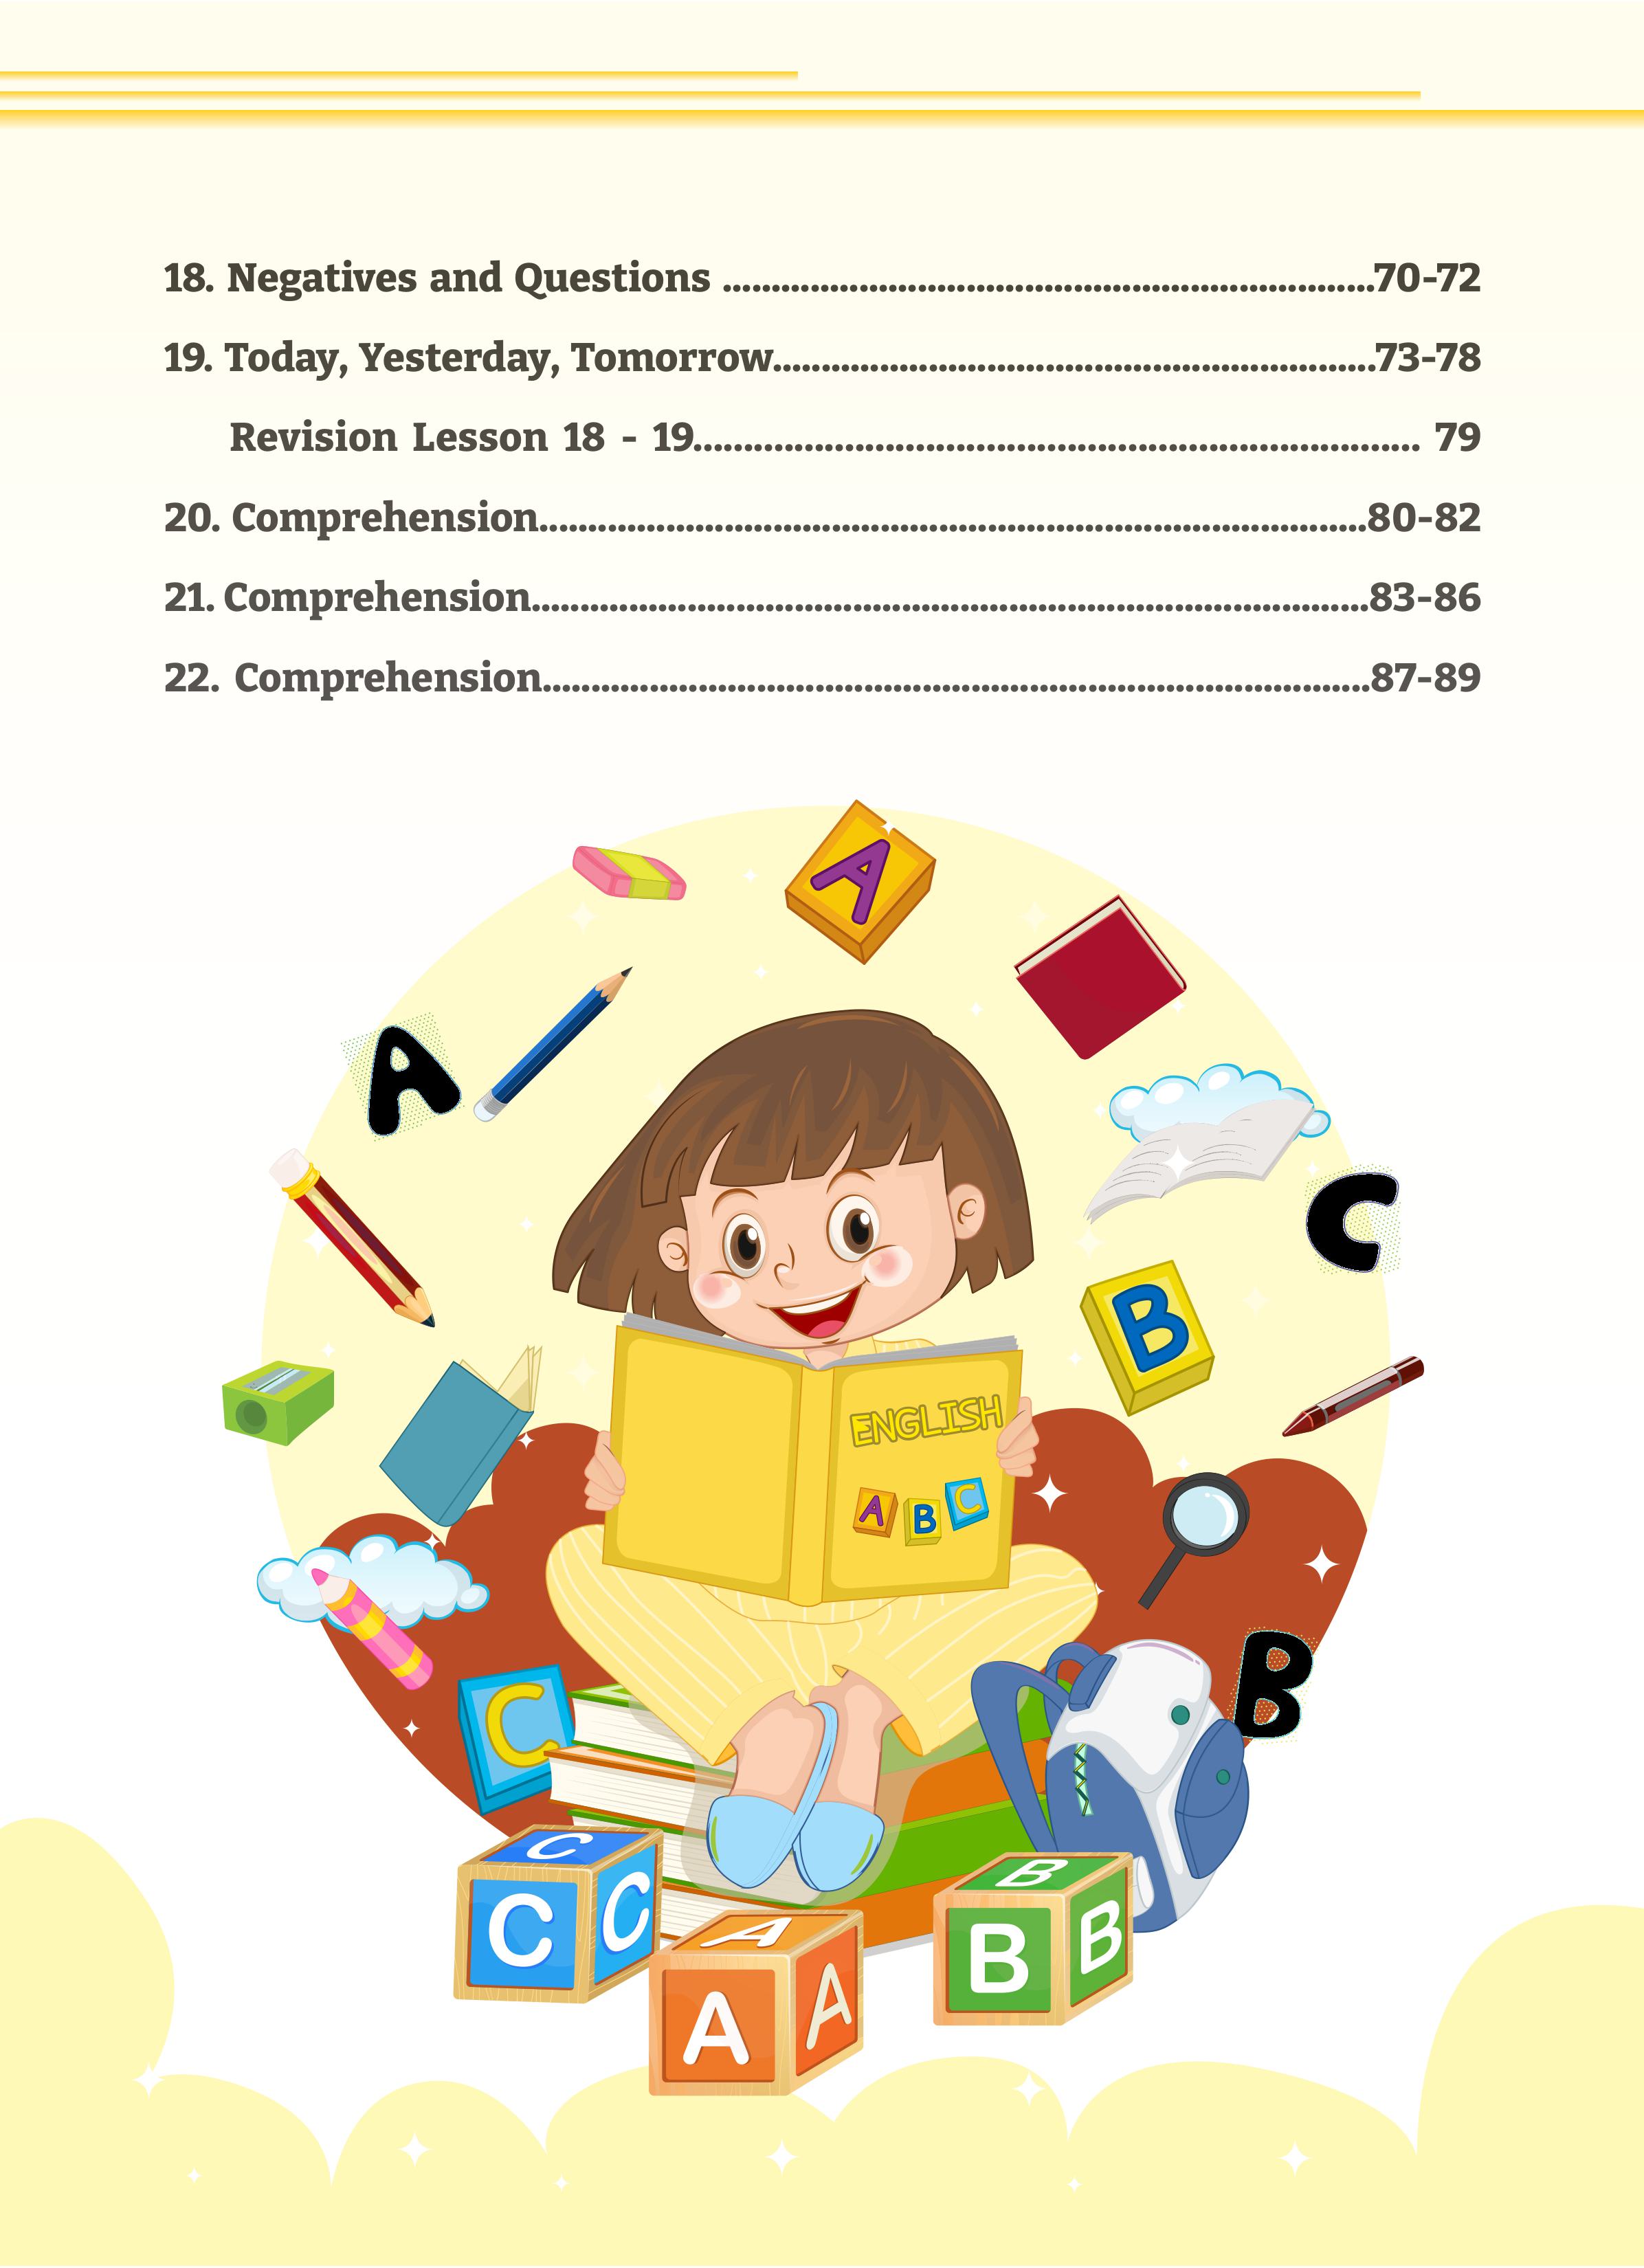 18. Negatives and Questions ...................................................................70-72
19. Today, Yesterday, Tomorrow..............................................................73-78
Revision Lesson 18 - 19........................................................................... 79
20. Comprehension.....................................................................................80-82
21. Comprehension......................................................................................83-86
22. Comprehension.....................................................................................87-89
A
A
C
B
ENGLISH
A B C
B
C
C
C C
B
B B
A
A A